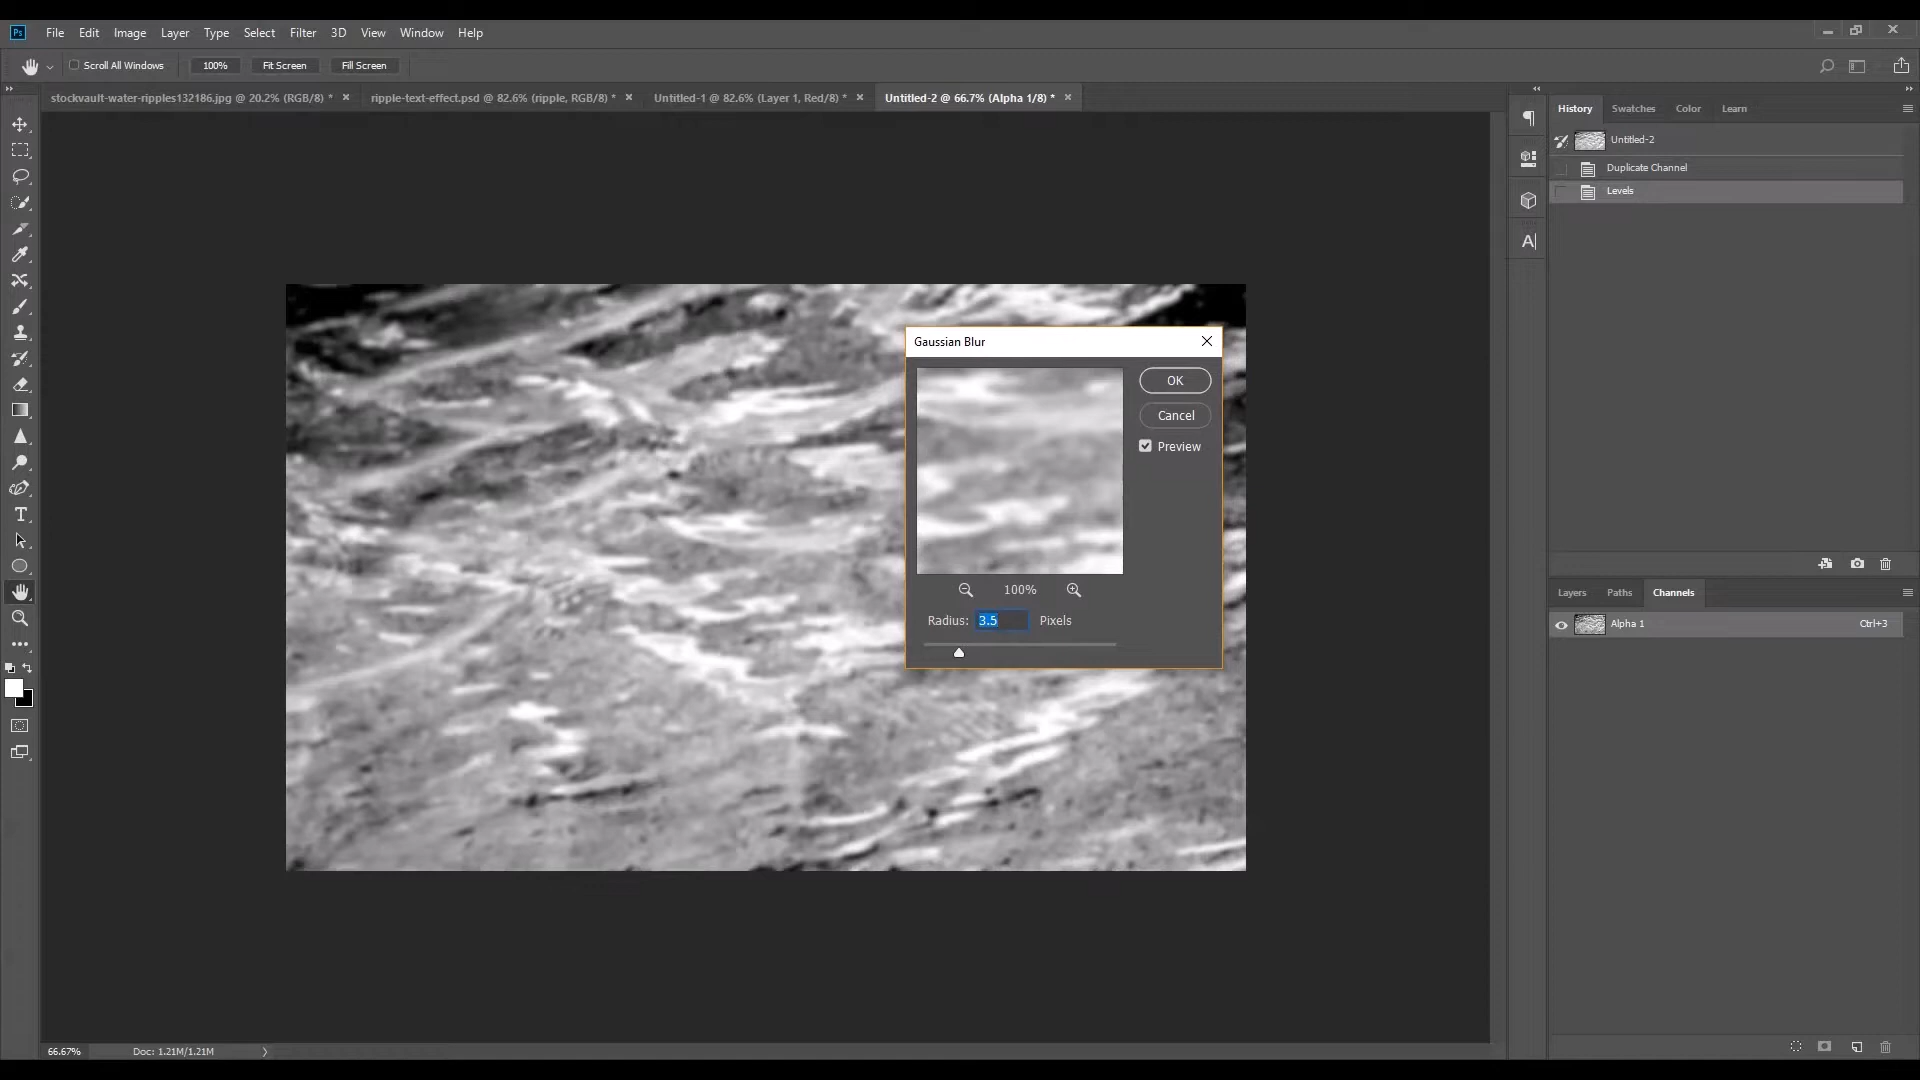 Ps File Edit Image Layer Type Select Filter 3D View Window Help
Scroll All Windows 100% Fit Screen Fill Screen
stockvault-water-ripples132186.jpg @ 20.2% (RGB/8) *
ripple-text-effect.psd @ 82.6% (ripple, RGB/8) *
Untitled-1 @ 82.6% (Layer 1, Red/8) *
Untitled-2 @ 66.7% (Alpha 1/8) *
History Swatches Color Learn
Untitled-2
Duplicate Channel
Levels
Gaussian Blur
OK
Cancel
Preview
100%
Radius: 3.5 Pixels
Layers Paths Channels
Alpha 1 Ctrl+3
66.67% Doc: 1.21M/1.21M